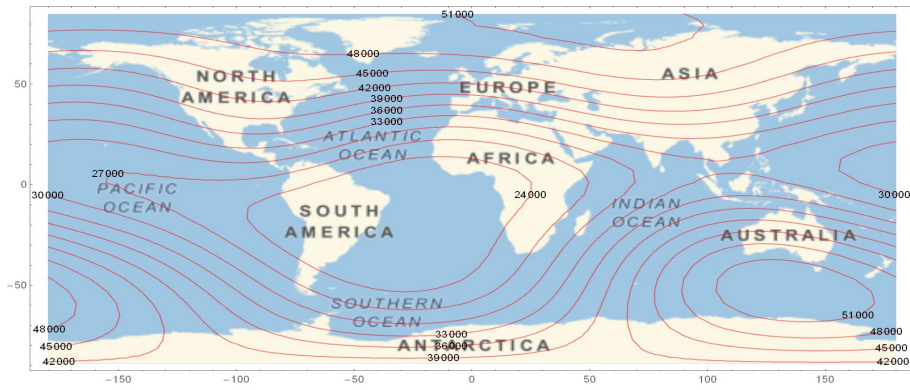 51000
48000
NORTH
AMERICA
45000
42000
39000
36000
33000
EUROPE
ASIA
50
ATLANTIC
OCEAN
AFRICA
27000
0
30000
PACIFIC
OCEAN
24000
30000
SOUTH
AMERICA
INDIAN
OCEAN
AUSTRALIA
-50
SOUTHERN
OCEAN
51000
48000
33000
48000
45000
36000
ANTARCTICA
45000
42000
39000
42000
-150 -100 -50 0 50 100 150